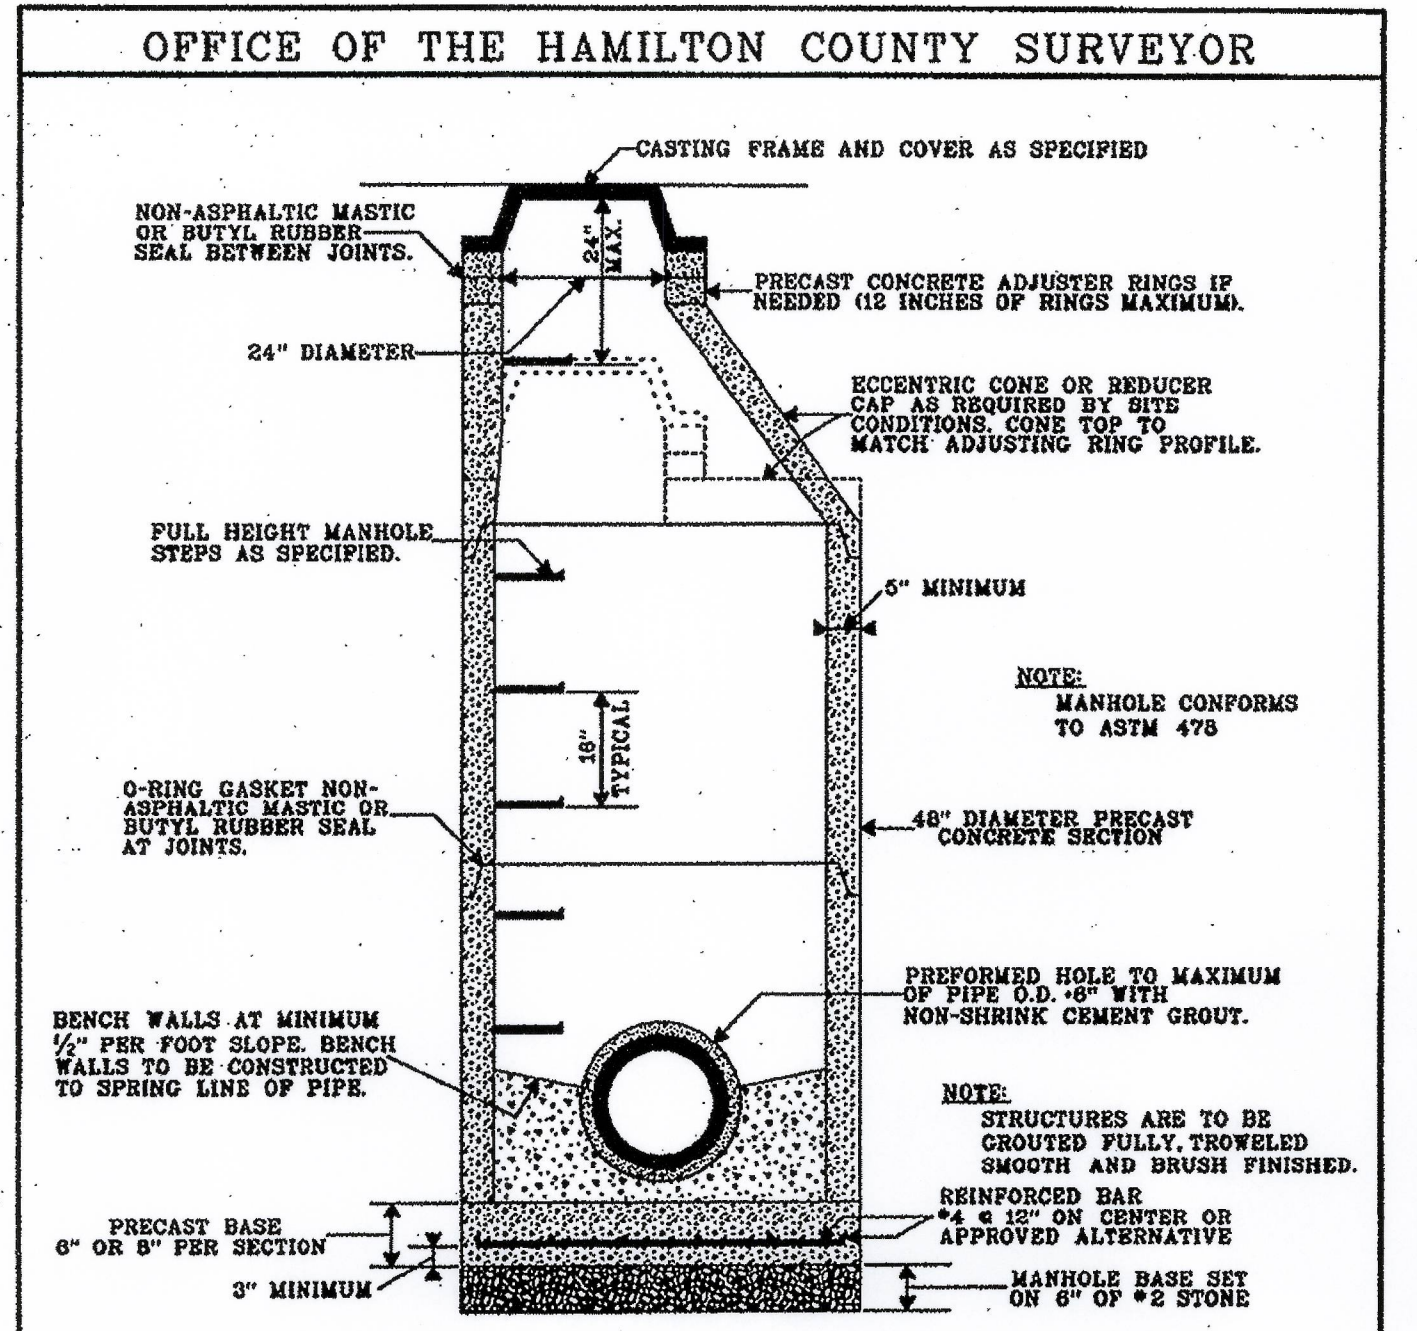 OFFICE OF THE HAMILTON COUNTY SURVEYOR
CASTING FRAME AND COVER AS SPECIFIED
NON-ASPHALTIC MASTIC
OR BUTYL RUBBER
SEAL BETWEEN JOINTS.
24" MAX.
PRECAST CONCRETE ADJUSTER RINGS IF
NEEDED (12 INCHES OF RINGS MAXIMUM).
24" DIAMETER
ECCENTRIC CONE OR REDUCER
CAP AS REQUIRED BY SITE
CONDITIONS. CONE TOP TO
MATCH ADJUSTING RING PROFILE.
FULL HEIGHT MANHOLE
STEPS AS SPECIFIED.
5" MINIMUM
NOTE:
MANHOLE CONFORMS
TO ASTM 478
16"
TYPICAL
O-RING GASKET NON-
ASPHALTIC MASTIC OR
BUTYL RUBBER SEAL
AT JOINTS.
48" DIAMETER PRECAST
CONCRETE SECTION
PREFORMED HOLE TO MAXIMUM
OF PIPE O.D. +6" WITH
NON-SHRINK CEMENT GROUT.
BENCH WALLS AT MINIMUM
1/2" PER FOOT SLOPE. BENCH
WALLS TO BE CONSTRUCTED
TO SPRING LINE OF PIPE.
NOTE:
STRUCTURES ARE TO BE
GROUTED FULLY, TROWELED
SMOOTH AND BRUSH FINISHED.
REINFORCED BAR
#4 @ 12" ON CENTER OR
APPROVED ALTERNATIVE
PRECAST BASE
6" OR 8" PER SECTION
3" MINIMUM
MANHOLE BASE SET
ON 6" OF #2 STONE